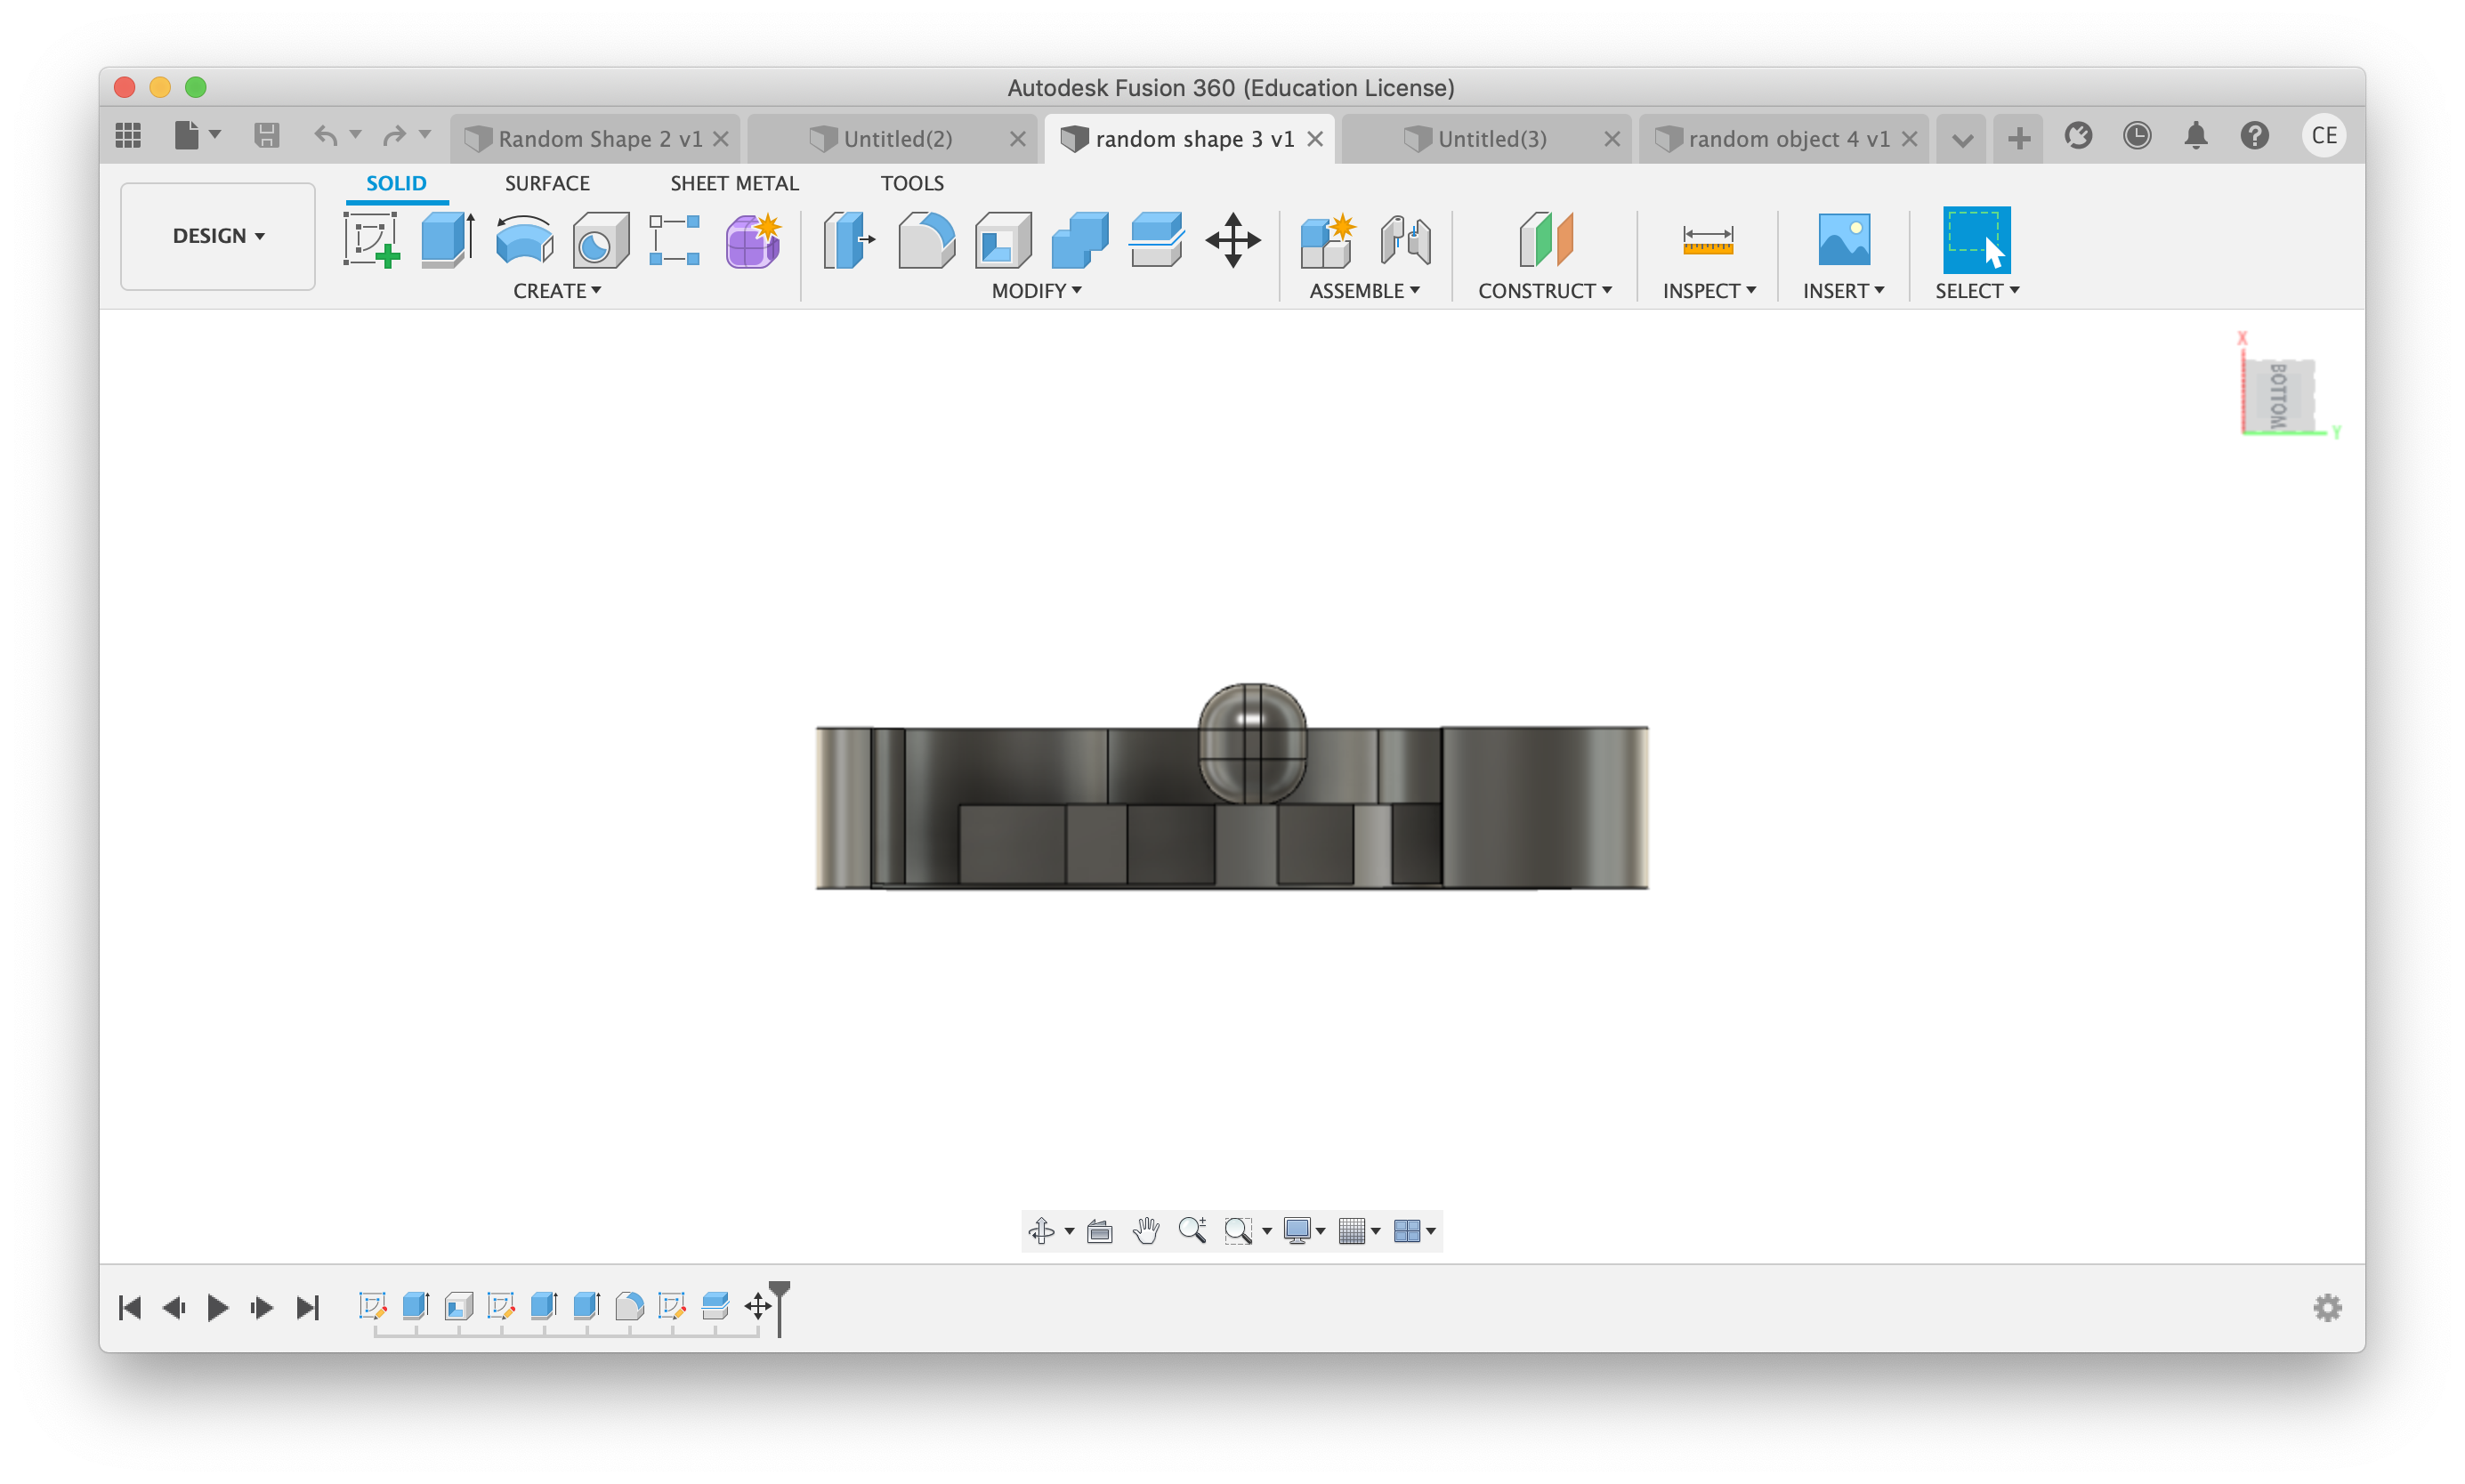 Autodesk Fusion 360 (Education License)
Random Shape 2 v1
Untitled(2)
random shape 3 v1
Untitled(3)
random object 4 v1
CE
DESIGN
SOLID
SURFACE
SHEET METAL
TOOLS
CREATE
MODIFY
ASSEMBLE
CONSTRUCT
INSPECT
INSERT
SELECT
X
BOTTOM
Y